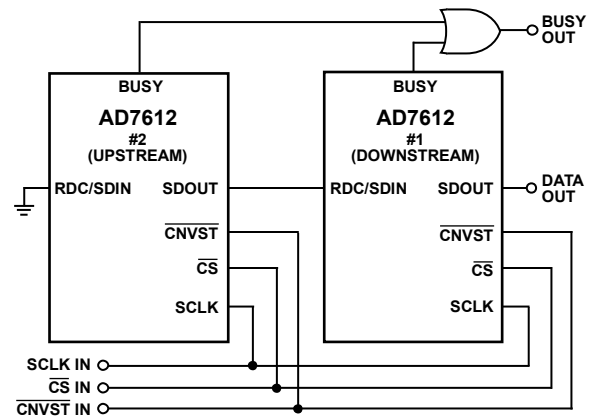 BUSY
OUT
BUSY
AD7612
#2
(UPSTREAM)
RDC/SDIN
SDOUT
CNVST
CS
SCLK
BUSY
AD7612
#1
(DOWNSTREAM)
RDC/SDIN
SDOUT
CNVST
CS
SCLK
DATA
OUT
SCLK IN
CS IN
CNVST IN